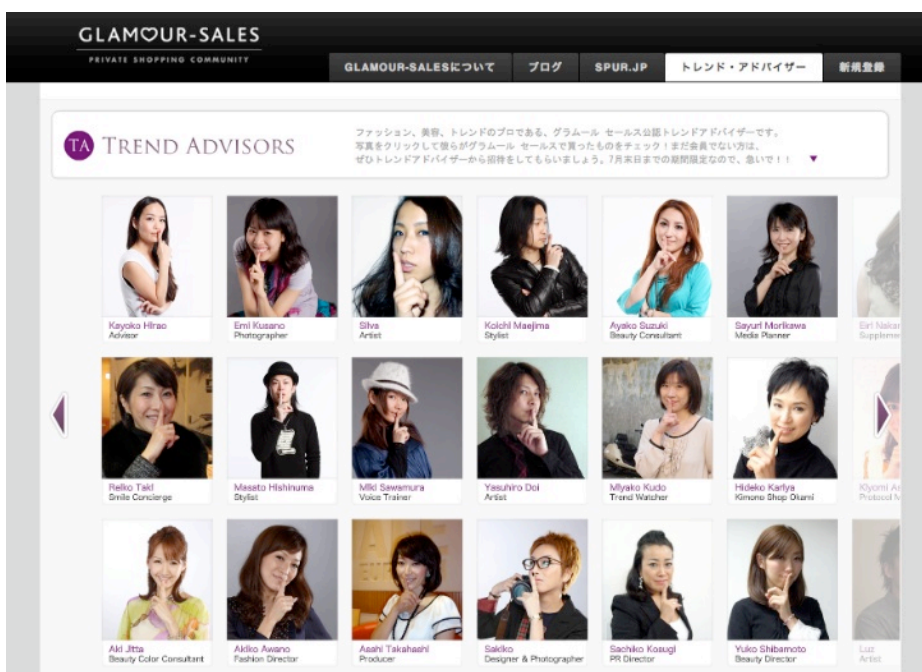 GLAMOUR-SALES
PRIVATE SHOPPING COMMUNITY
GLAMOUR-SALESについて
ブログ
SPUR.JP
トレンド・アドバイザー
新規登録
TA TREND ADVISORS
ファッション、美容、トレンドのプロである、グラムール セールス公認トレンドアドバイザーです。
写真をクリックして彼らがグラムール セールスで買ったものをチェック！まだ会員でない方は、
ぜひトレンドアドバイザーから招待をしてもらいましょう。7月末日までの期間限定なので、急いで！！
Kayoko Hirao
Advisor
Emi Kusano
Photographer
Silva
Artist
Koichi Maejima
Stylist
Ayako Suzuki
Beauty Consultant
Sayuri Morikawa
Media Planner
Eiri Nakar
Supplemen
Reiko Taki
Smile Concierge
Masato Hishinuma
Stylist
Miki Sawamura
Voice Trainer
Yasuhiro Doi
Artist
Miyako Kudo
Trend Watcher
Hideko Kariya
Kimono Shop Okami
Kiyomi As
Protocol M
Aki Jitta
Beauty Color Consultant
Akiko Awano
Fashion Director
Asahi Takahashi
Producer
Sakiko
Designer & Photographer
Sachiko Kosugi
PR Director
Yuko Shibamoto
Beauty Director
Luz
Artist